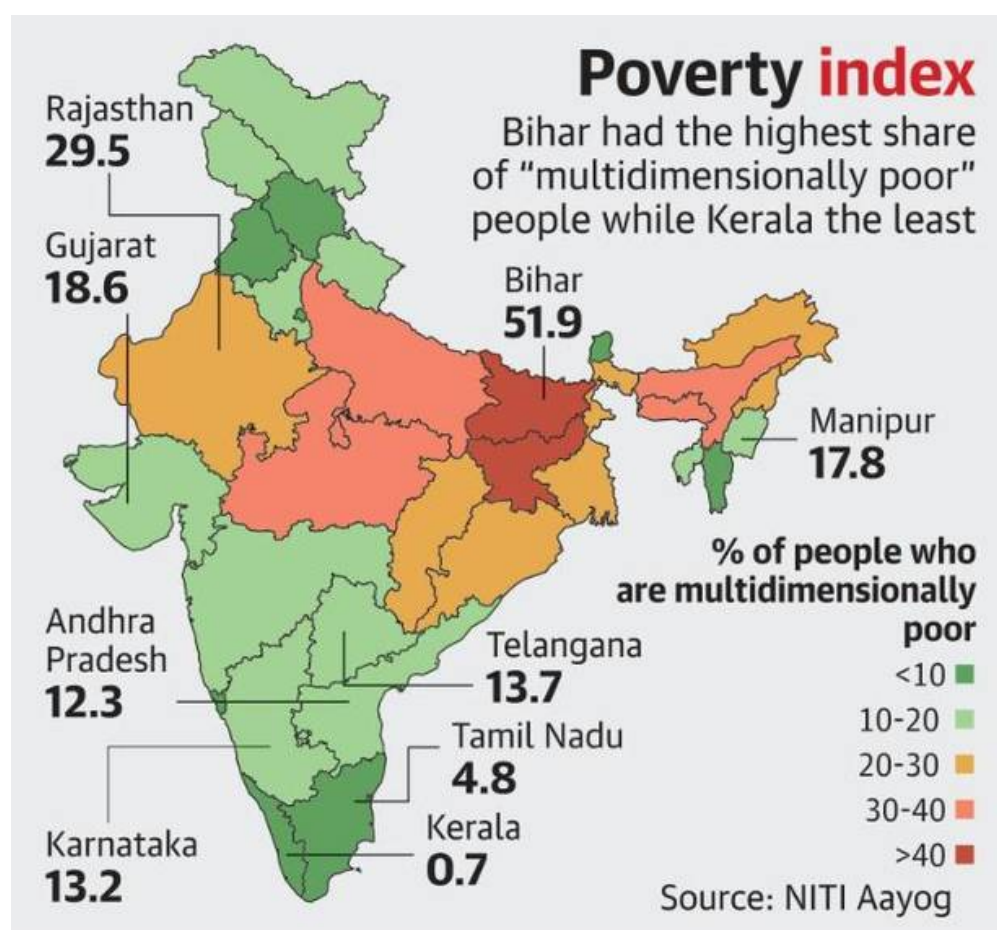 Poverty index
Bihar had the highest share
of “multidimensionally poor”
people while Kerala the least
Rajasthan
29.5
Gujarat
18.6
Bihar
51.9
Manipur
17.8
% of people who
are multidimensionally
poor
<10
10-20
20-30
30-40
>40
Andhra
Pradesh
12.3
Telangana
13.7
Tamil Nadu
4.8
Karnataka
13.2
Kerala
0.7
Source: NITI Aayog